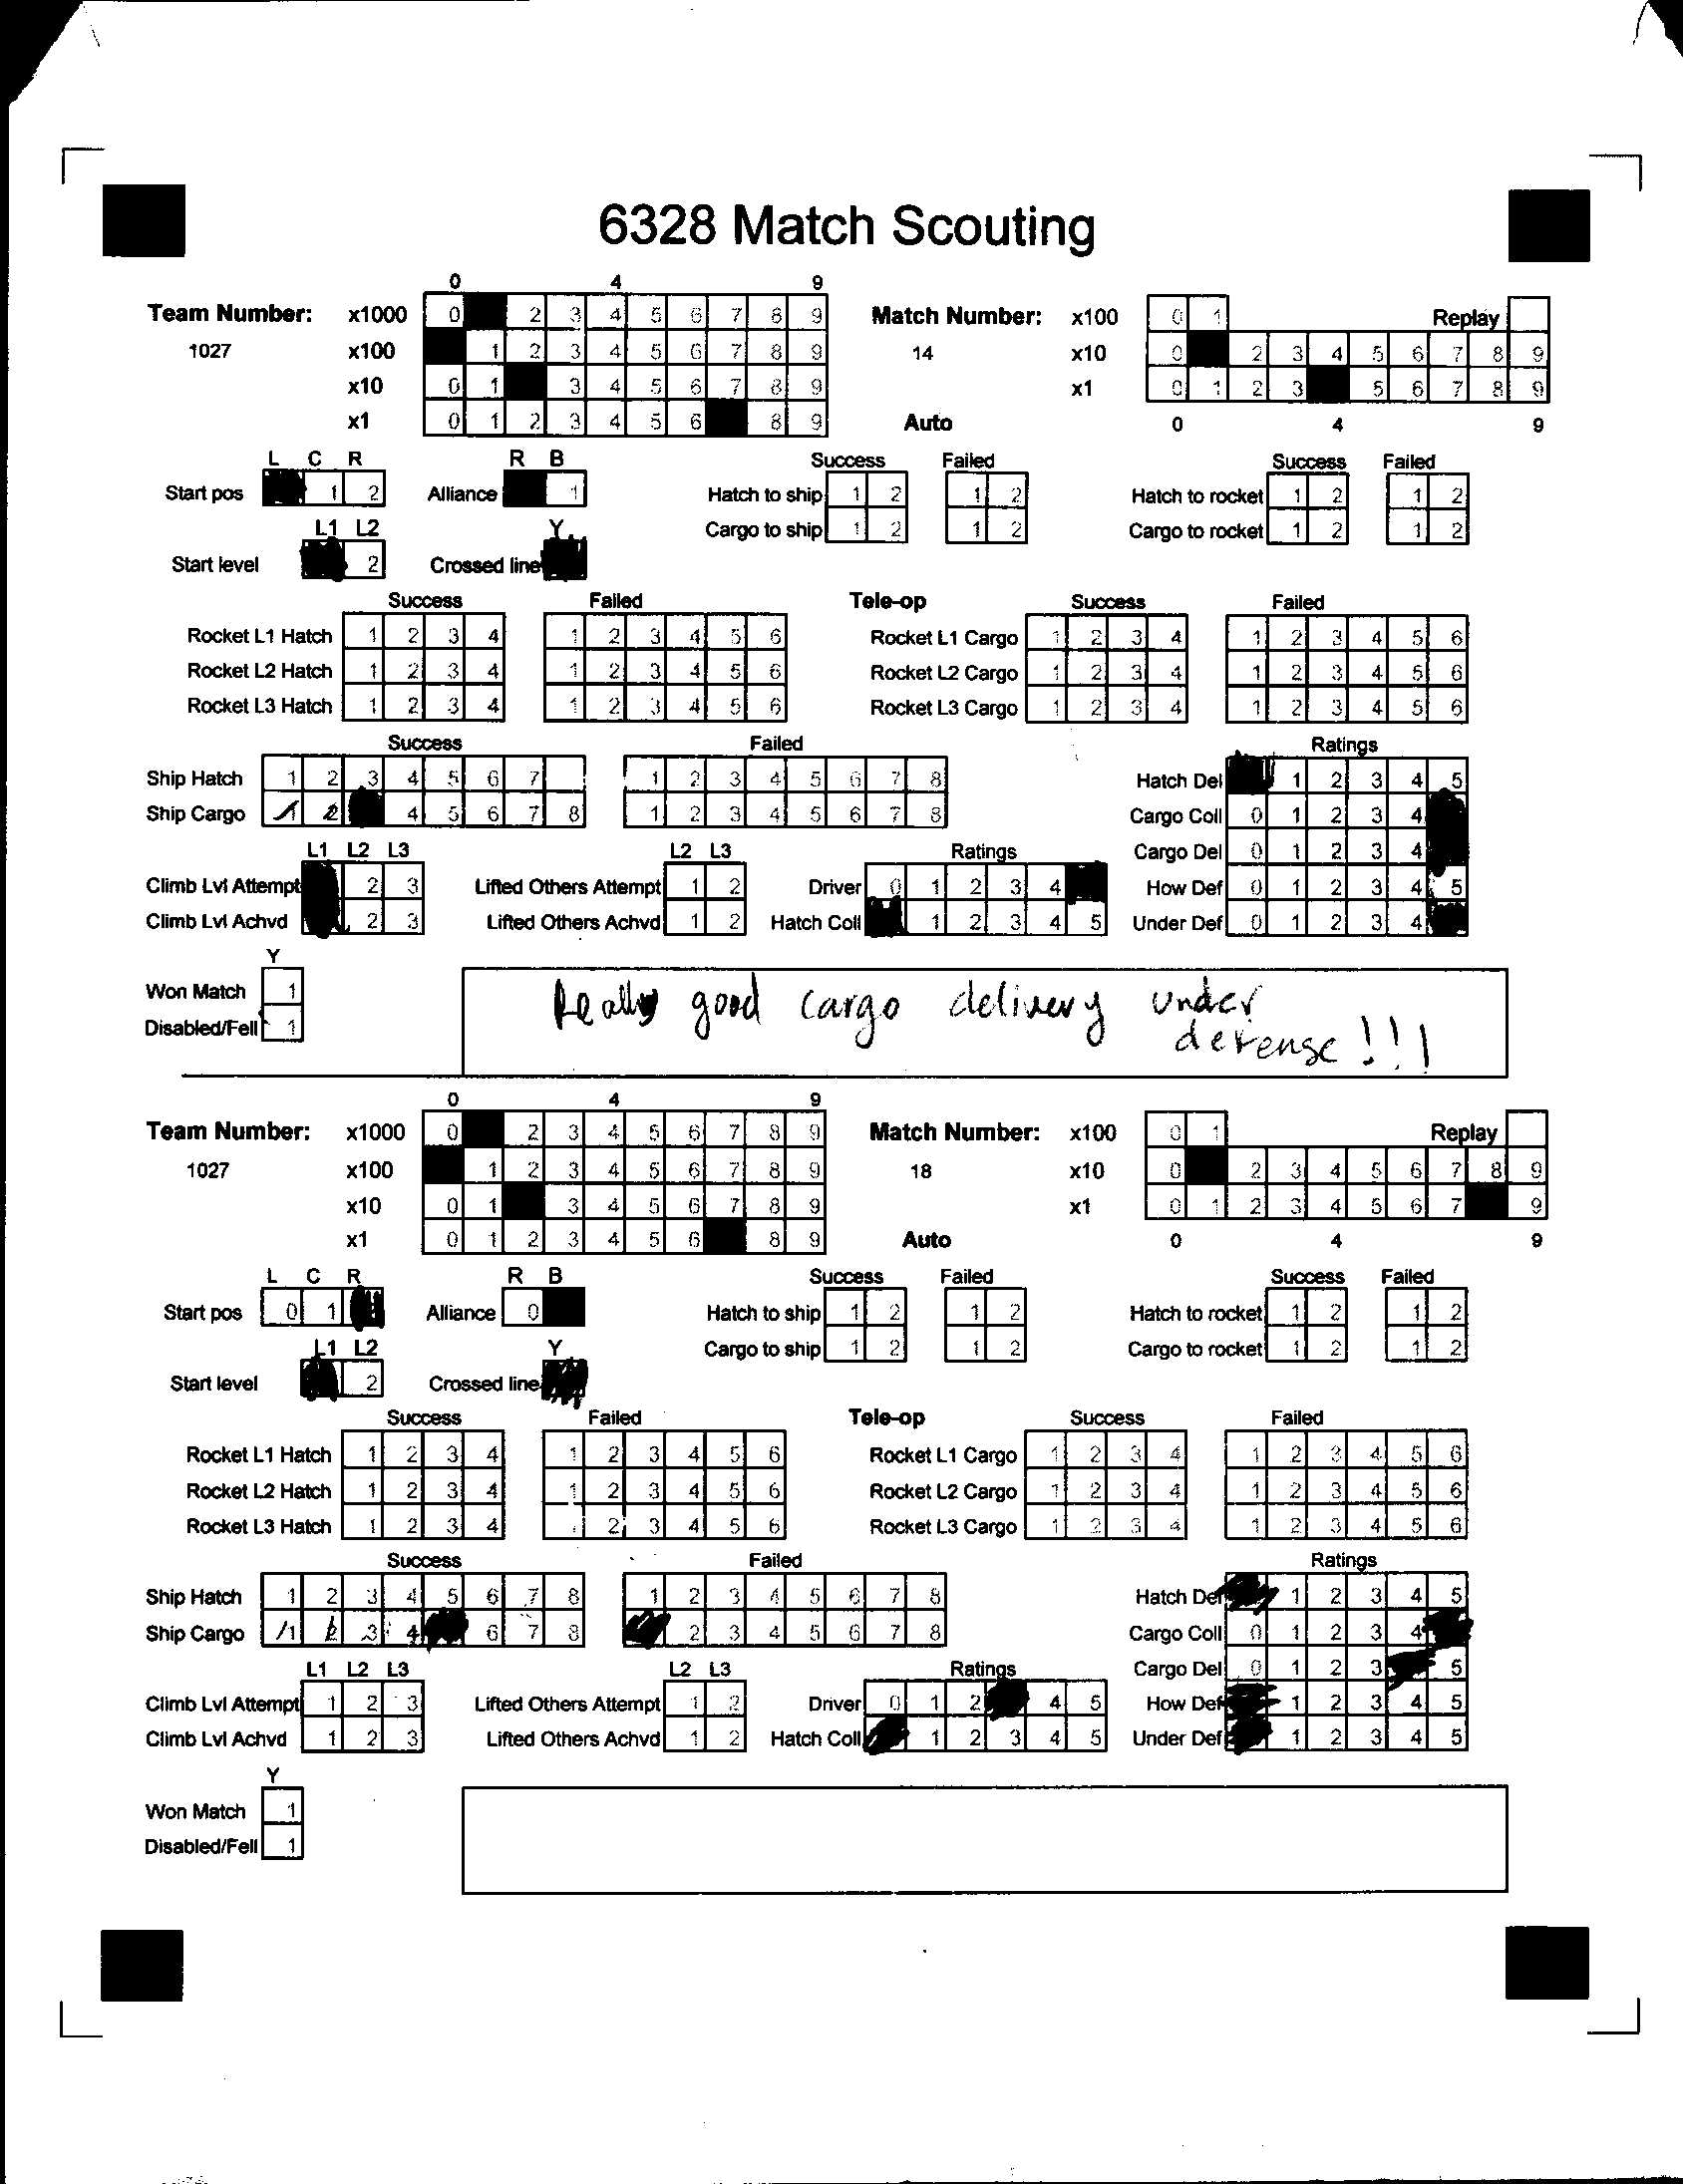 6328 Match Scouting
0 4 9
Team Number: x1000 0 2 3 4 5 6 7 8 9 Match Number: x100 0 1 Replay
1027 x100 1 2 3 4 5 6 7 8 9 14 x10 0 2 3 4 5 6 7 8 9
x10 0 1 3 4 5 6 7 8 9 x1 0 1 2 3 5 6 7 8 9
x1 0 1 2 3 4 5 6 8 9 Auto 0 4 9
L C R R B Success Failed Success Failed
Start pos 1 2 Alliance 1 Hatch to ship 1 2 1 2 Hatch to rocket 1 2 1 2
L1 L2 Y Cargo to ship 1 2 1 2 Cargo to rocket 1 2 1 2
Start level 2 Crossed line
Success Failed Tele-op Success Failed
Rocket L1 Hatch 1 2 3 4 1 2 3 4 5 6 Rocket L1 Cargo 1 2 3 4 1 2 3 4 5 6
Rocket L2 Hatch 1 2 3 4 1 2 3 4 5 6 Rocket L2 Cargo 1 2 3 4 1 2 3 4 5 6
Rocket L3 Hatch 1 2 3 4 1 2 3 4 5 6 Rocket L3 Cargo 1 2 3 4 1 2 3 4 5 6
Success Failed Ratings
Ship Hatch 1 2 3 4 5 6 7 1 2 3 4 5 6 7 8 Hatch Del 1 2 3 4 5
Ship Cargo 1 2 4 5 6 7 8 1 2 3 4 5 6 7 8 Cargo Coll 0 1 2 3 4
L1 L2 L3 L2 L3 Ratings Cargo Del 0 1 2 3 4
Climb Lvl Attempt 2 3 Lifted Others Attempt 1 2 Driver 0 1 2 3 4 How Def 0 1 2 3 4 5
Climb Lvl Achvd 2 3 Lifted Others Achvd 1 2 Hatch Coll 1 2 3 4 5 Under Def 0 1 2 3 4
Y
Won Match 1 Really good cargo delivery under
Disabled/Fell 1 defense !!!
0 4 9
Team Number: x1000 0 2 3 4 5 6 7 8 9 Match Number: x100 0 1 Replay
1027 x100 1 2 3 4 5 6 7 8 9 18 x10 0 2 3 4 5 6 7 8 9
x10 0 1 3 4 5 6 7 8 9 x1 0 1 2 3 4 5 6 7 9
x1 0 1 2 3 4 5 6 8 9 Auto 0 4 9
L C R R B Success Failed Success Failed
Start pos 0 1 Alliance 0 Hatch to ship 1 2 1 2 Hatch to rocket 1 2 1 2
L1 L2 Y Cargo to ship 1 2 1 2 Cargo to rocket 1 2 1 2
Start level 2 Crossed line
Success Failed Tele-op Success Failed
Rocket L1 Hatch 1 2 3 4 1 2 3 4 5 6 Rocket L1 Cargo 1 2 3 4 1 2 3 4 5 6
Rocket L2 Hatch 1 2 3 4 1 2 3 4 5 6 Rocket L2 Cargo 1 2 3 4 1 2 3 4 5 6
Rocket L3 Hatch 1 2 3 4 2 3 4 5 6 Rocket L3 Cargo 1 2 3 4 1 2 3 4 5 6
Success Failed Ratings
Ship Hatch 1 2 3 4 5 6 7 8 1 2 3 4 5 6 7 8 Hatch Del 1 2 3 4 5
Ship Cargo 1 2 3 4 6 7 8 2 3 4 5 6 7 8 Cargo Coll 0 1 2 3 4
L1 L2 L3 L2 L3 Ratings Cargo Del 0 1 2 3 5
Climb Lvl Attempt 1 2 3 Lifted Others Attempt 1 2 Driver 0 1 2 4 5 How Def 1 2 3 4 5
Climb Lvl Achvd 1 2 3 Lifted Others Achvd 1 2 Hatch Coll 1 2 3 4 5 Under Def 1 2 3 4 5
Y
Won Match 1
Disabled/Fell 1